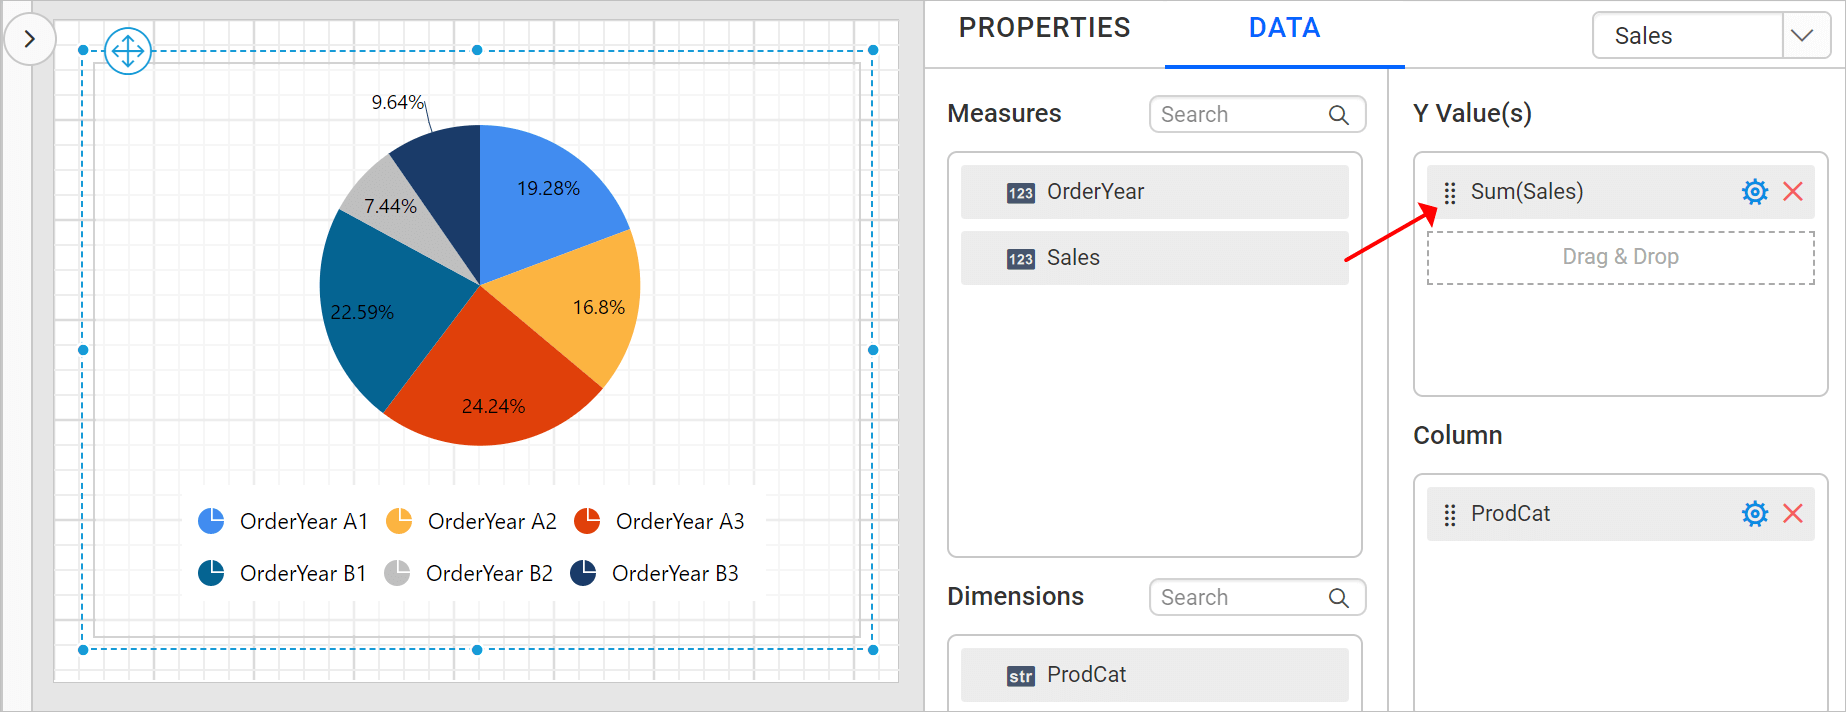 PROPERTIES
DATA
Sales
9.64%
19.28%
7.44%
16.8%
22.59%
24.24%
OrderYear A1 OrderYear A2 OrderYear A3
OrderYear B1 OrderYear B2 OrderYear B3
Measures
Search
123 OrderYear
123 Sales
Dimensions
Search
str ProdCat
Y Value(s)
Sum(Sales)
Drag & Drop
Column
ProdCat